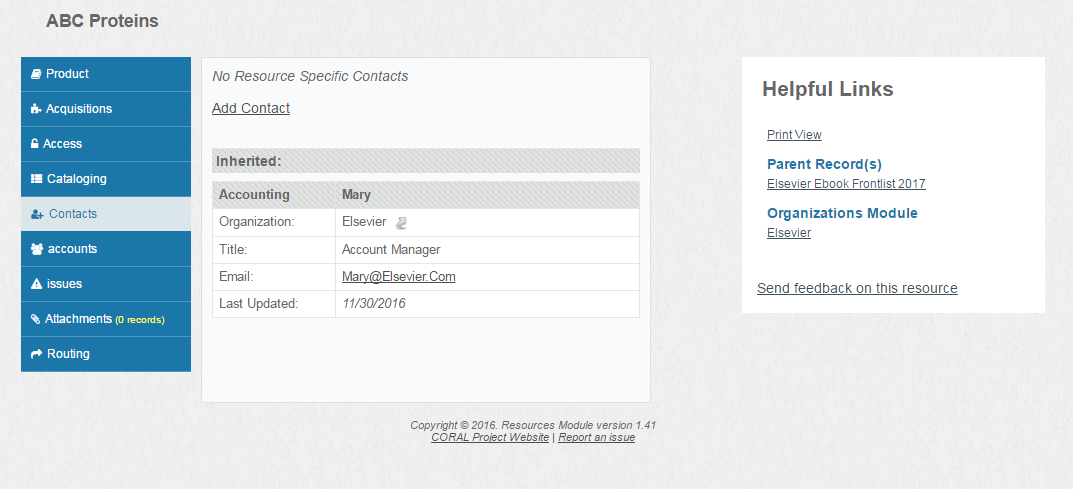 ABC Proteins
Product
Acquisitions
Access
Cataloging
Contacts
accounts
issues
Attachments (0 records)
Routing
No Resource Specific Contacts
Add Contact
Inherited:
Accounting Mary
Organization: Elsevier
Title: Account Manager
Email: Mary@Elsevier.Com
Last Updated: 11/30/2016
Helpful Links
Print View
Parent Record(s)
Elsevier Ebook Frontlist 2017
Organizations Module
Elsevier
Send feedback on this resource
Copyright © 2016. Resources Module version 1.41
CORAL Project Website | Report an issue